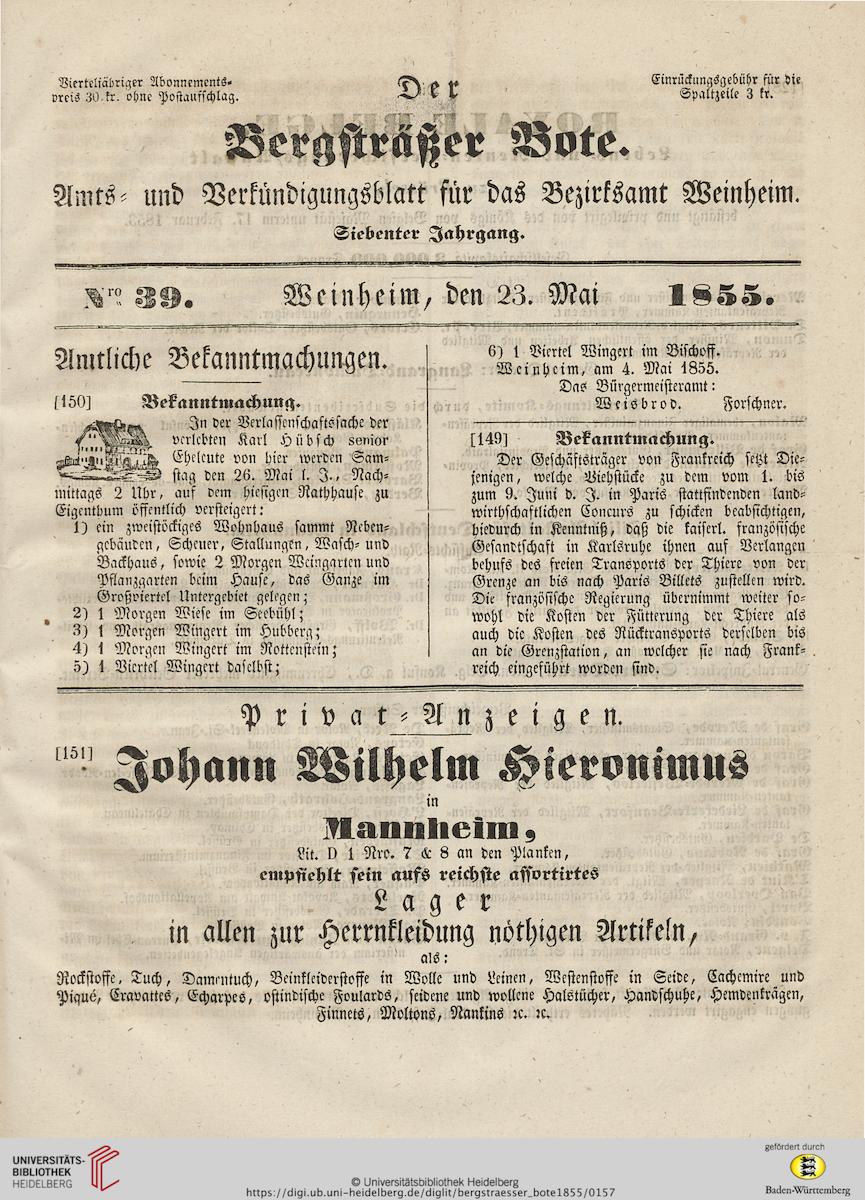 Vierteljähriger Abonnements-
preis 30 kr. ohne Postaufschlag.
Der
Einrückungsgebühr für die
Spaltzeile 3 kr.
Bergsträßer Bote.
Amts- und Verkündigungsblatt für das Bezirksamt Weinheim.
Siebenter Jahrgang.
Nro 39. Weinheim, den 23. Mai 1855.
Amtliche Bekanntmachungen.
[150] Bekanntmachung.
In der Verlassenschaftssache der
verlebten Karl Hübsch senior
Eheleute von hier werden Sam-
stag den 26. Mai l. J., Nach-
mittags 2 Uhr, auf dem hiesigen Rathhause zu
Eigenthum öffentlich versteigert:
1) ein zweistöckiges Wohnhaus sammt Neben-
gebäuden, Scheuer, Stallungen, Wasch- und
Backhaus, sowie 2 Morgen Weingarten und
Pflanzgarten beim Hause, das Ganze im
Großviertel Untergebiet gelegen;
2) 1 Morgen Wiese im Seebühl;
3) 1 Morgen Wingert im Hubberg;
4) 1 Morgen Wingert im Rottenstein;
5) 1 Viertel Wingert daselbst;
6) 1 Viertel Wingert im Bischoff.
Weinheim, am 4. Mai 1855.
Das Bürgermeisteramt:
Weisbrod. Forschner.
[149] Bekanntmachung.
Der Geschäftsträger von Frankreich setzt Die-
jenigen, welche Viehstücke zu dem vom 1. bis
zum 9. Juni d. J. in Paris stattfindenden land-
wirthschaftlichen Concurs zu schicken beabsichtigen,
hiedurch in Kenntniß, daß die kaiserl. französische
Gesandtschaft in Karlsruhe ihnen auf Verlangen
behufs des freien Transports der Thiere von der
Grenze an bis nach Paris Billets zustellen wird.
Die französische Regierung übernimmt weiter so-
wohl die Kosten der Fütterung der Thiere als
auch die Kosten des Rücktransports derselben bis
an die Grenzstation, an welcher sie nach Frank-
reich eingeführt worden sind.
Privat-Anzeigen.
[151] Johann Wilhelm Hieronimus
in
Mannheim,
Lit. D 1 Nro. 7 & 8 an den Planken,
empfiehlt sein aufs reichste assortirtes
Lager
in allen zur Herrnkleidung nöthigen Artikeln,
als:
Rockstoffe, Tuch, Damentuch, Beinkleiderstoffe in Wolle und Leinen, Westenstoffe in Seide, Cachemire und
Piqué, Cravattes, Echarpes, ostindische Foulards, seidene und wollene Halstücher, Handschuhe, Hemdenkrägen,
Finnets, Moltons, Nankins ꝛc. ꝛc.
UNIVERSITÄTS-
BIBLIOTHEK
HEIDELBERG
© Universitätsbibliothek Heidelberg
https://digi.ub.uni-heidelberg.de/diglit/bergstraesser_bote1855/0157
gefördert durch
Baden-Württemberg